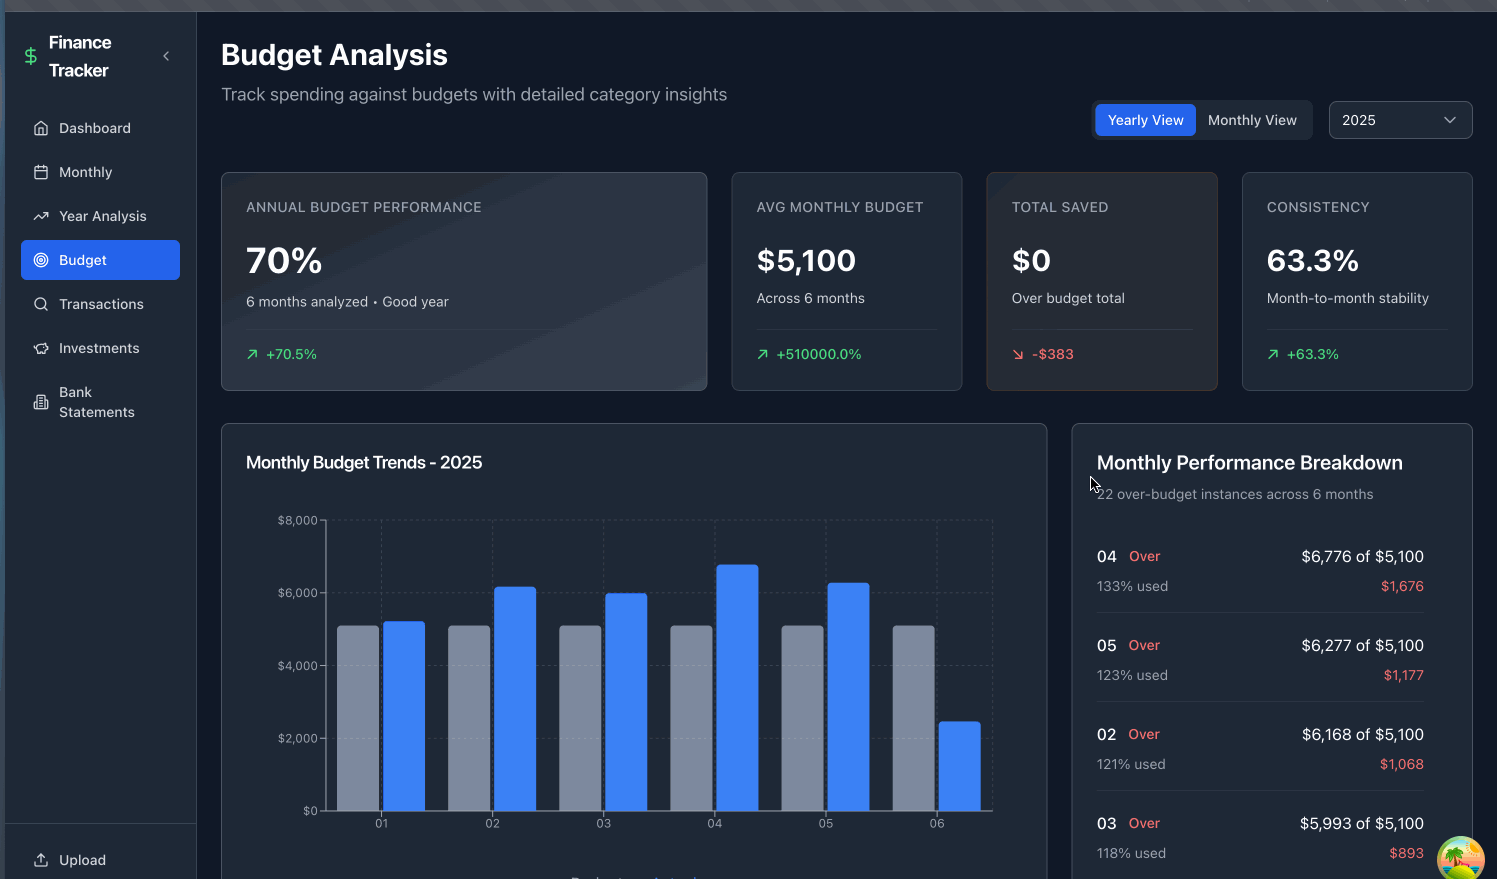 Finance
Tracker
Dashboard
Monthly
Year Analysis
Budget
Transactions
Investments
Bank
Statements
Upload
Budget Analysis
Track spending against budgets with detailed category insights
Yearly View
Monthly View
2025
ANNUAL BUDGET PERFORMANCE
70%
6 months analyzed • Good year
+70.5%
AVG MONTHLY BUDGET
$5,100
Across 6 months
+510000.0%
TOTAL SAVED
$0
Over budget total
-$383
CONSISTENCY
63.3%
Month-to-month stability
+63.3%
Monthly Budget Trends - 2025
$8,000
$6,000
$4,000
$2,000
$0
01 02 03 04 05 06
Monthly Performance Breakdown
22 over-budget instances across 6 months
04 Over $6,776 of $5,100
133% used $1,676
05 Over $6,277 of $5,100
123% used $1,177
02 Over $6,168 of $5,100
121% used $1,068
03 Over $5,993 of $5,100
118% used $893